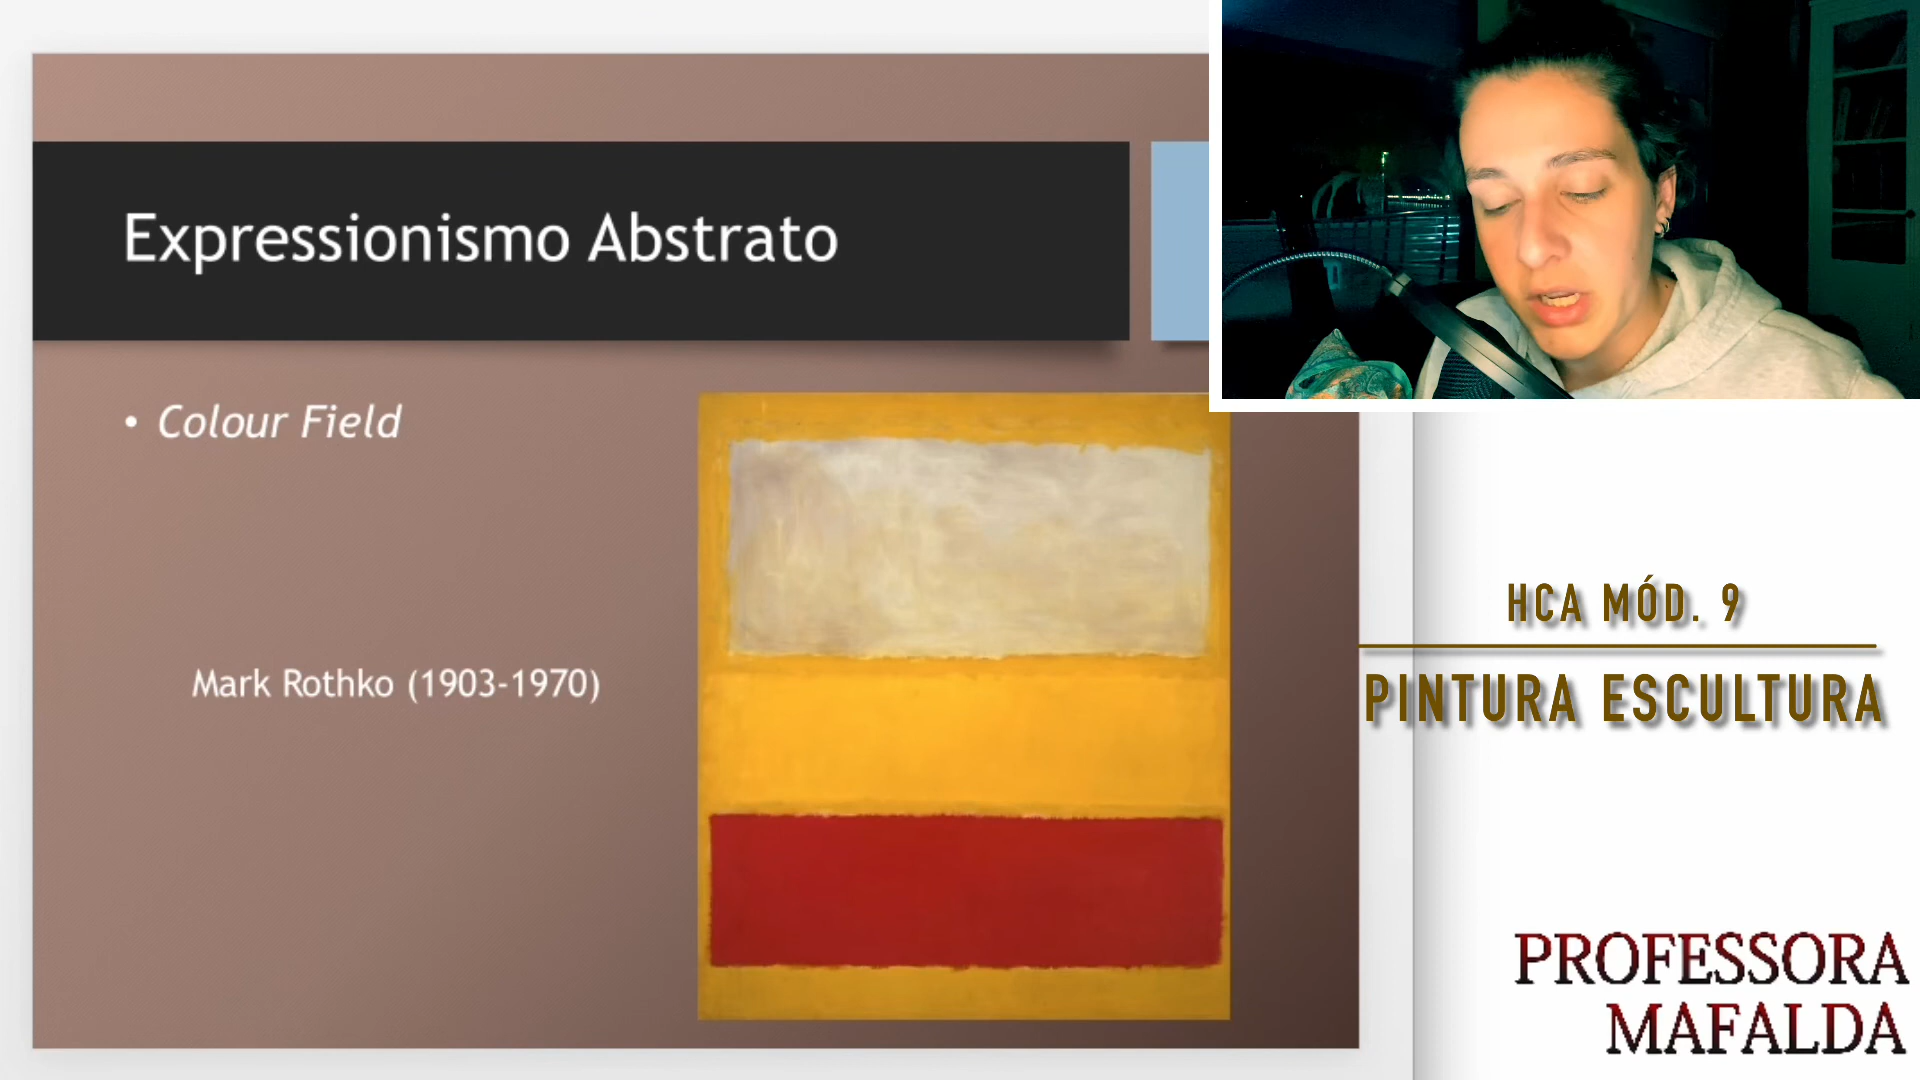 Expressionismo Abstrato
• Colour Field
Mark Rothko (1903-1970)
HCA MÓD. 9
PINTURA ESCULTURA
PROFESSORA
MAFALDA